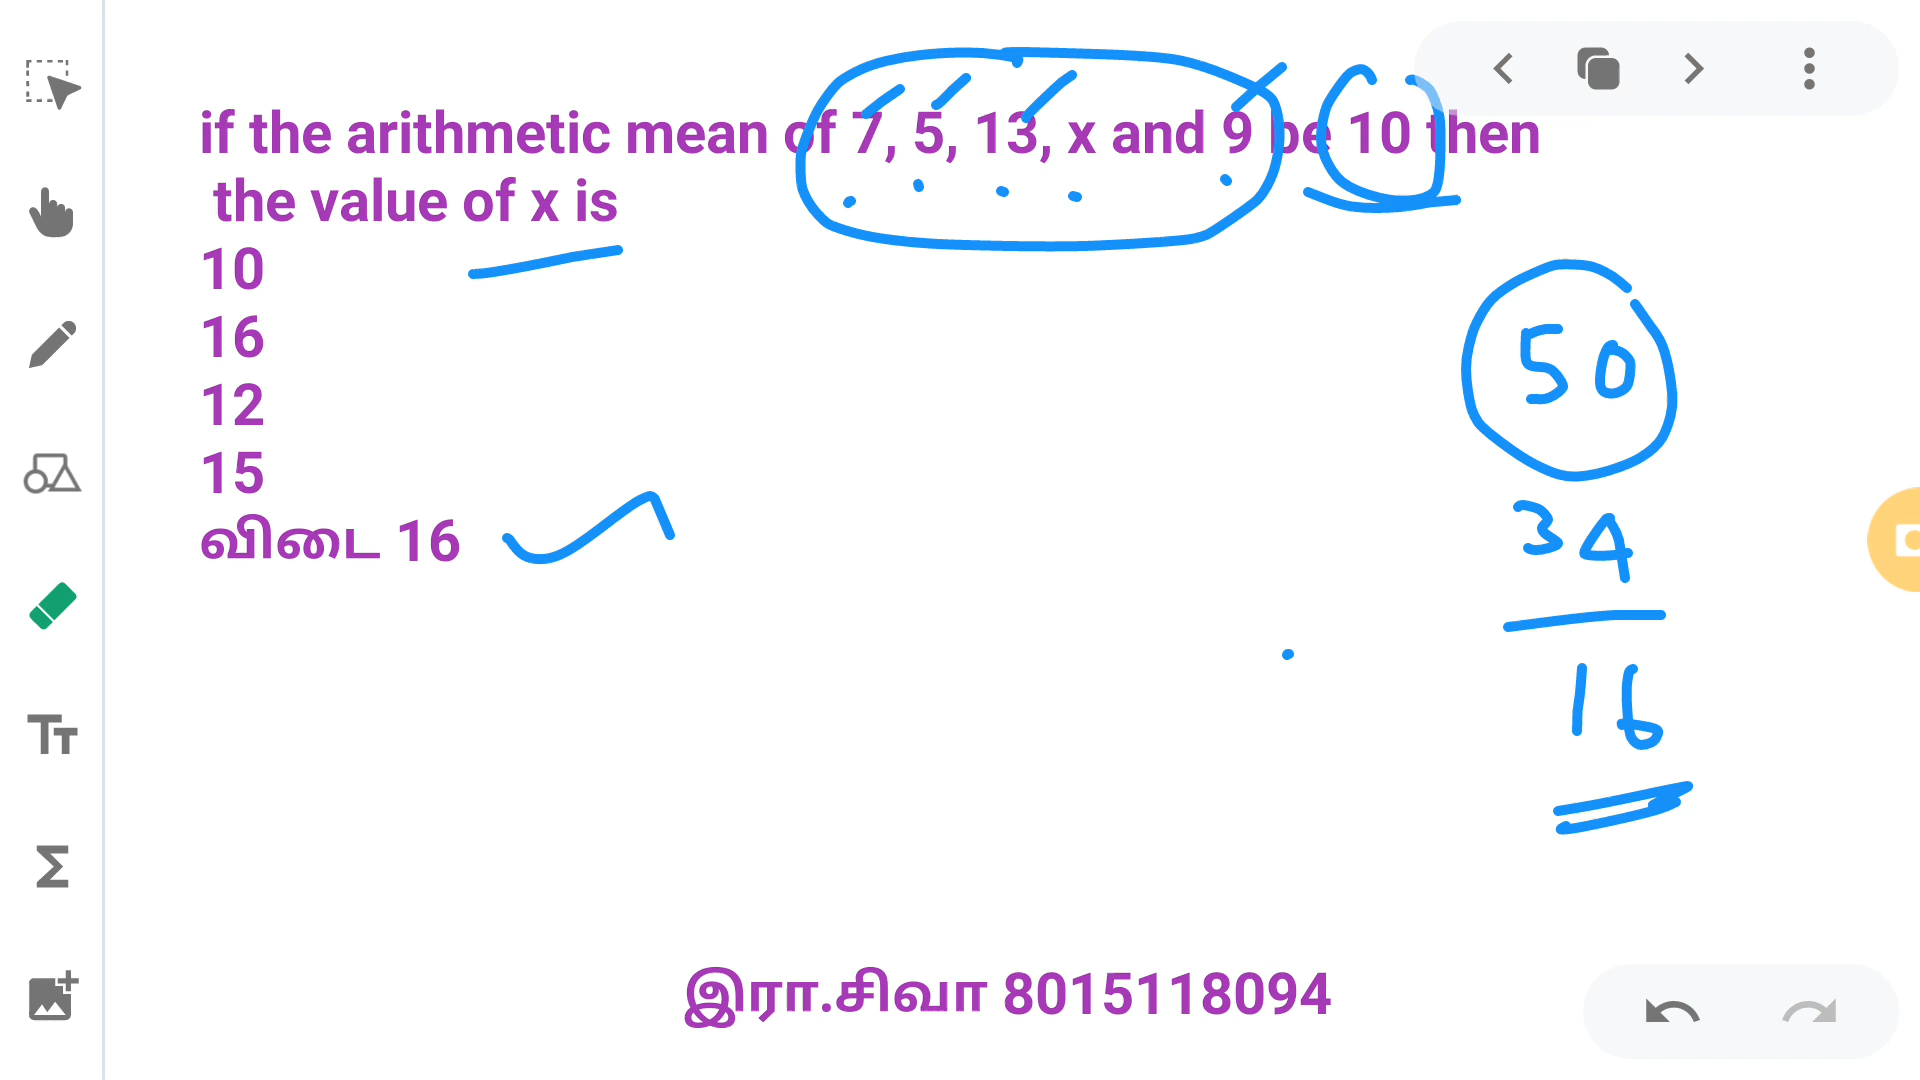 if the arithmetic mean of 7, 5, 13, x and 9 be 10 then
the value of x is
10
16
12
15
விடை 16
50
34
16
இரா.சிவா 8015118094